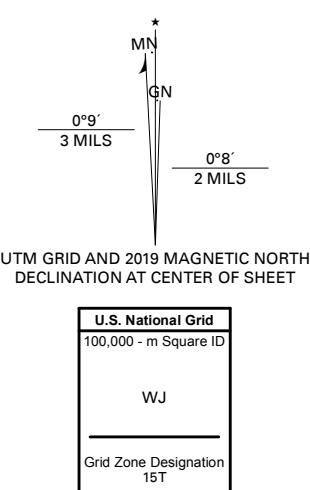 MN
GN
0°9´
3 MILS
0°8´
2 MILS
UTM GRID AND 2019 MAGNETIC NORTH
DECLINATION AT CENTER OF SHEET
U.S. National Grid
100,000 - m Square ID
WJ
Grid Zone Designation
15T